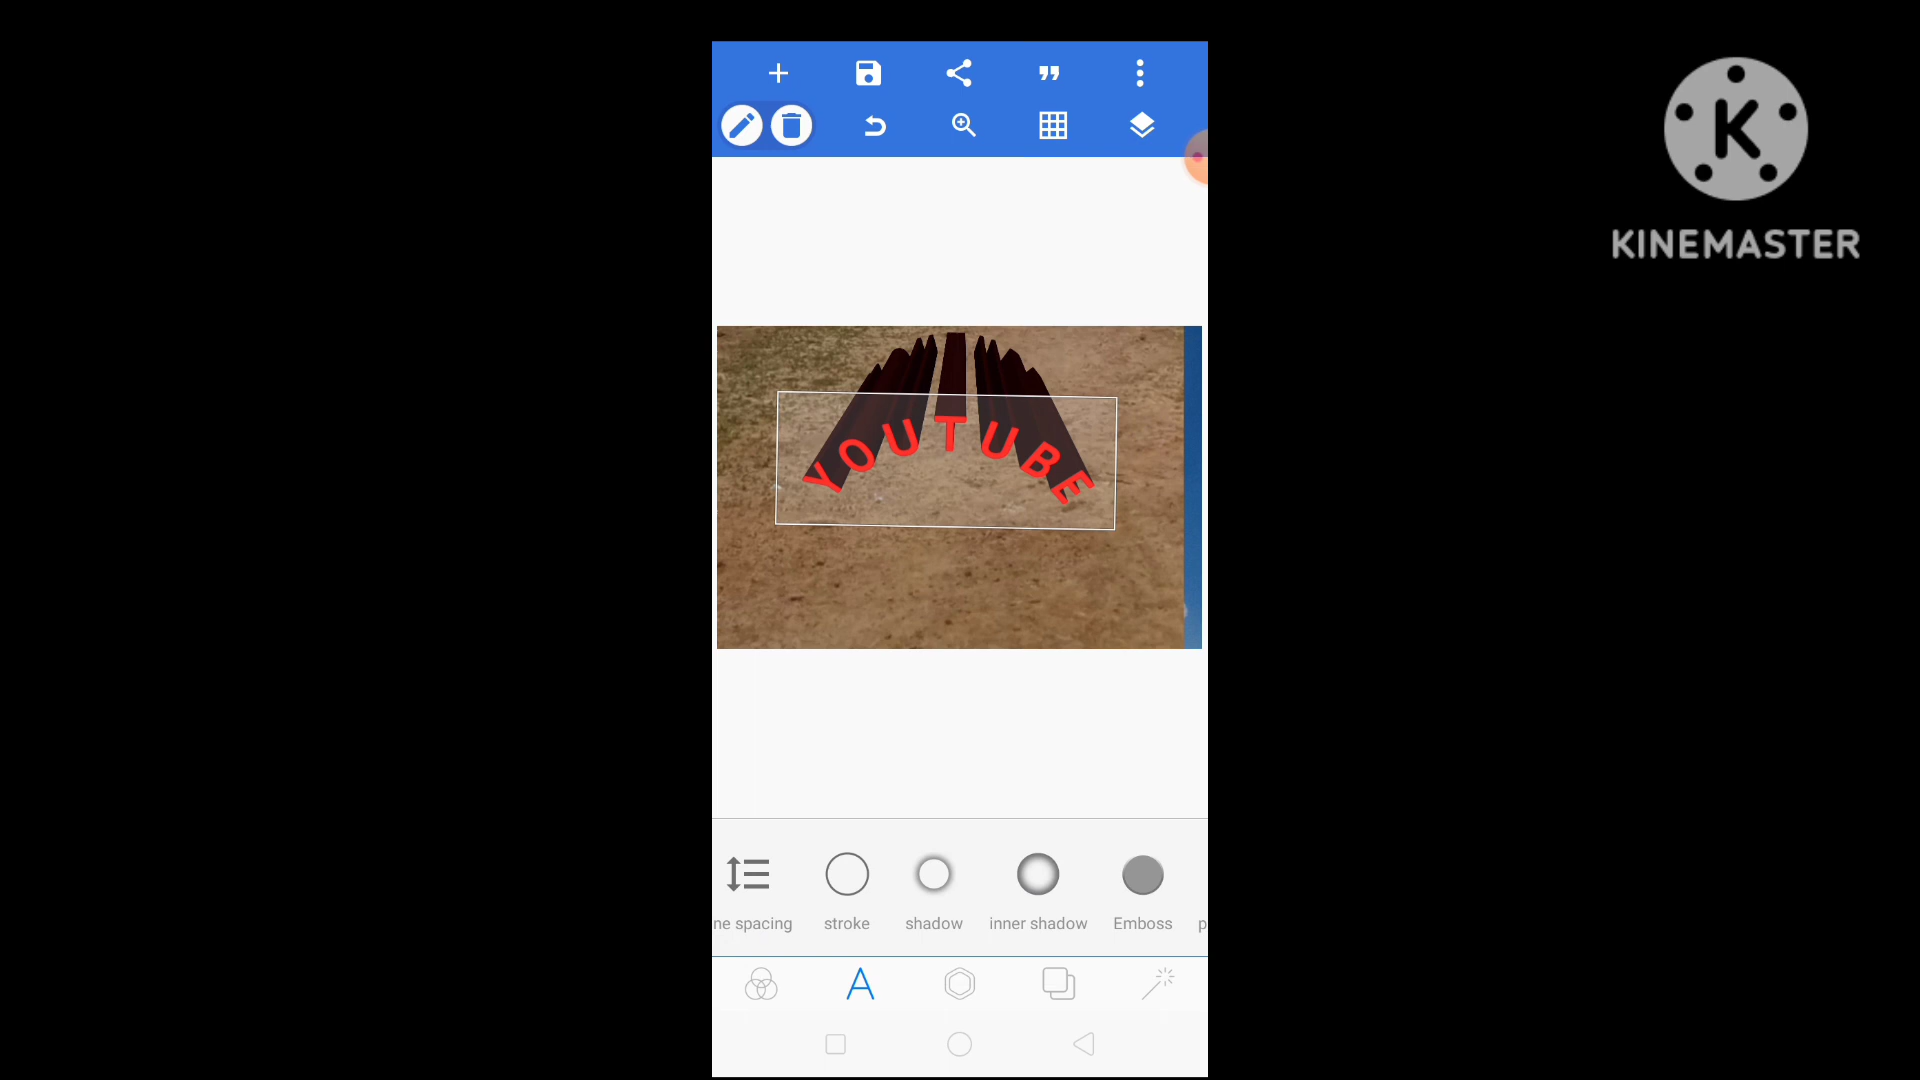 K
KINEMASTER
YOUTUBE
ne spacing
stroke
shadow
inner shadow
Emboss
p